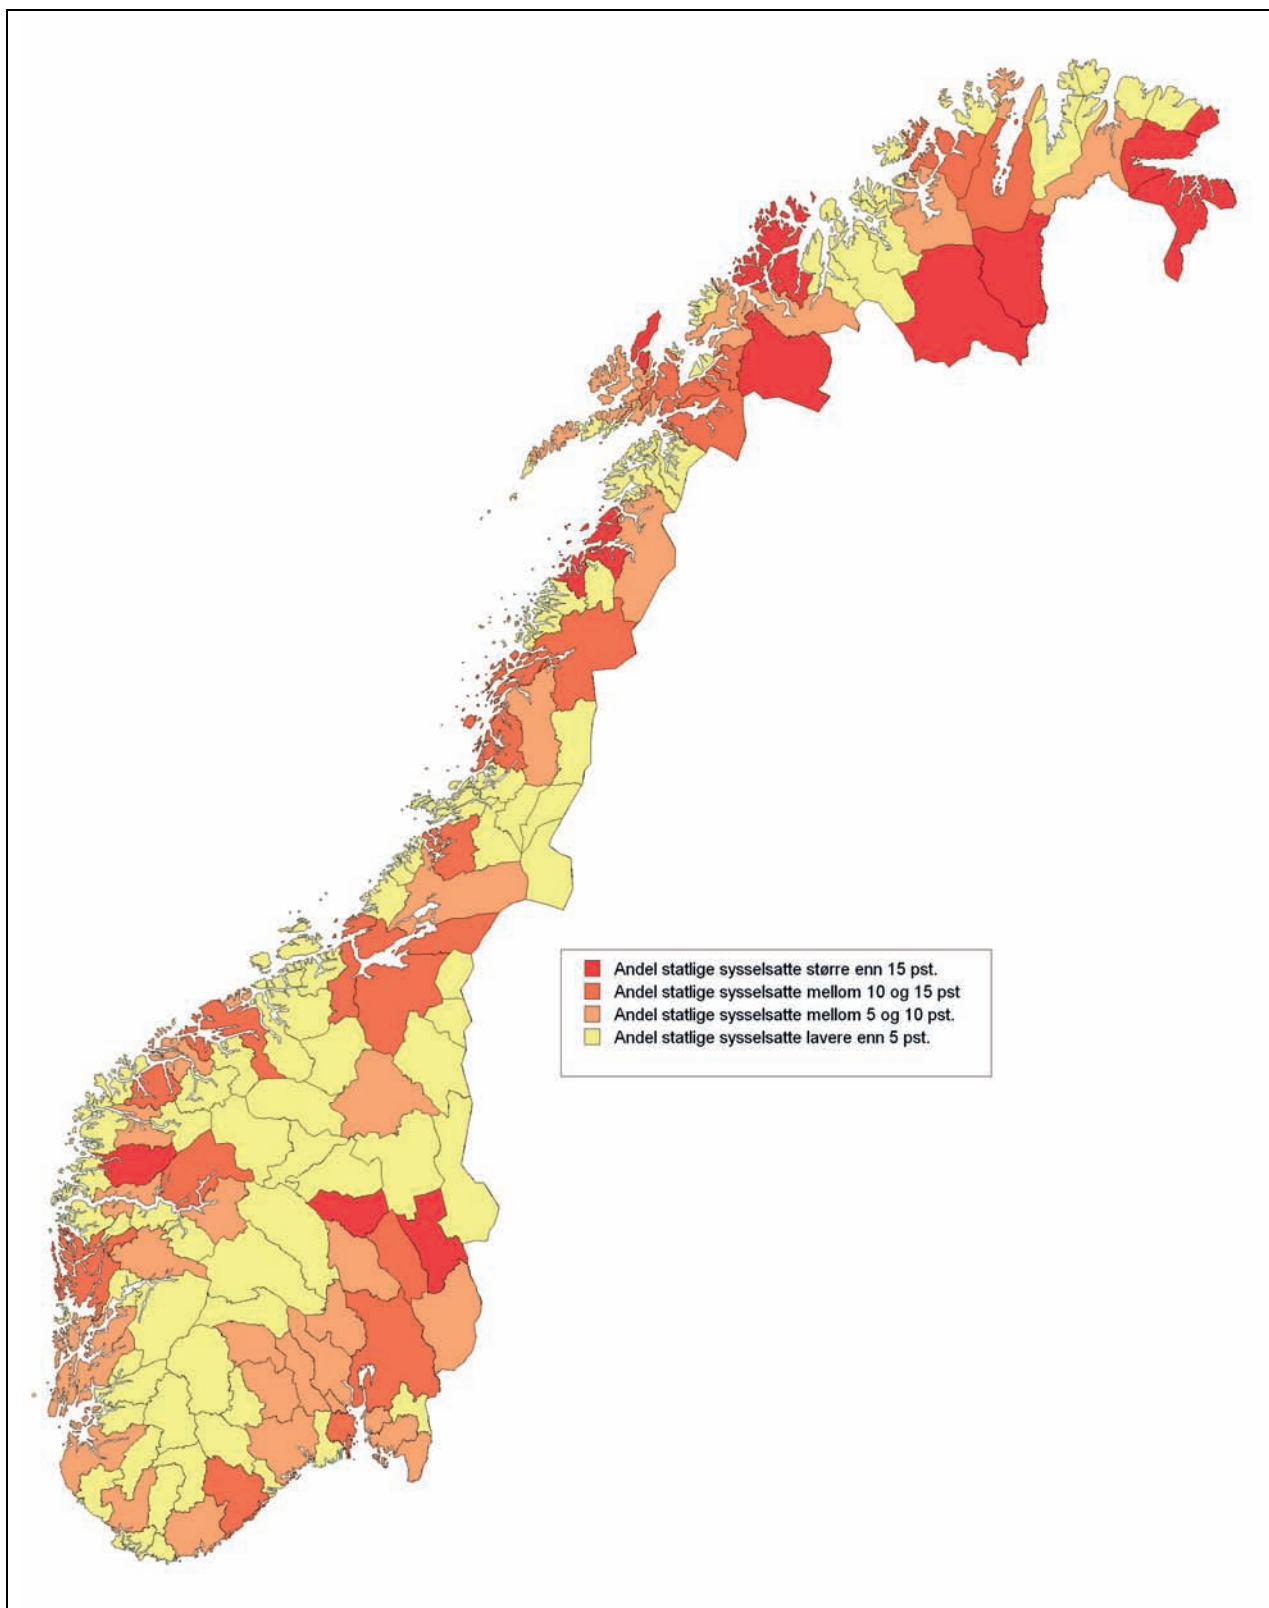 Andel statlige sysselsatte større enn 15 pst.
Andel statlige sysselsatte mellom 10 og 15 pst
Andel statlige sysselsatte mellom 5 og 10 pst.
Andel statlige sysselsatte lavere enn 5 pst.